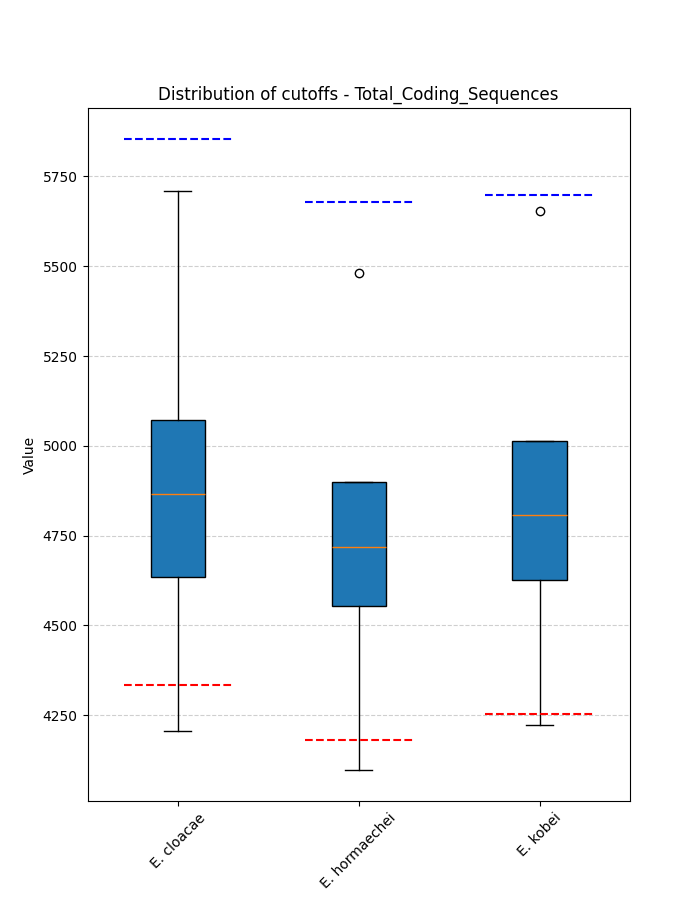 Distribution of cutoffs - Total_Coding_Sequences
Value
5750
5500
5250
5000
4750
4500
4250
E. cloacae
E. hormaechei
E. kobei